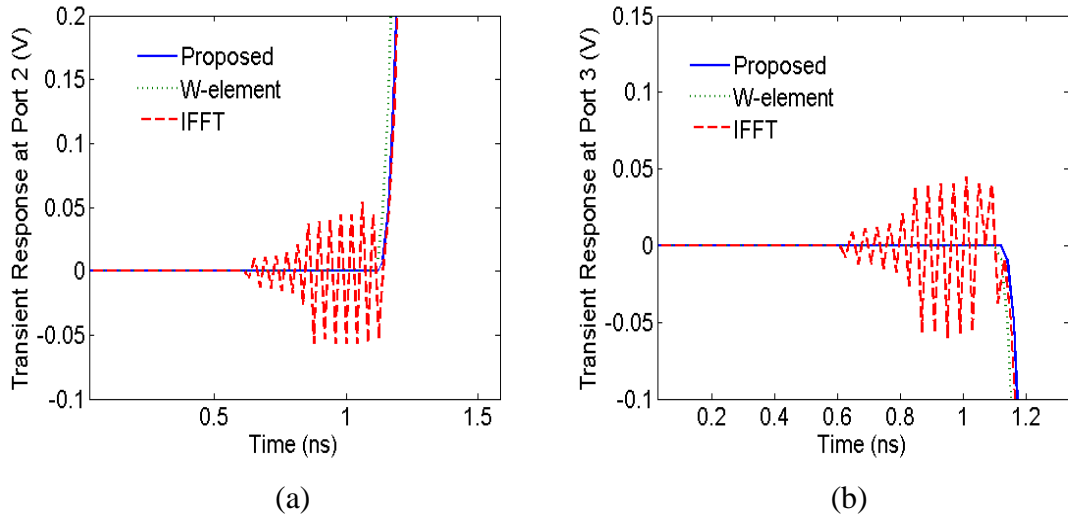 Transient Response at Port 2 (V)
0.2
0.15
0.1
0.05
0
-0.05
-0.1
Proposed
W-element
IFFT
0.5
1
1.5
Time (ns)
(a)
Transient Response at Port 3 (V)
0.15
0.1
0.05
0
-0.05
-0.1
Proposed
W-element
IFFT
0.2
0.4
0.6
0.8
1
1.2
Time (ns)
(b)